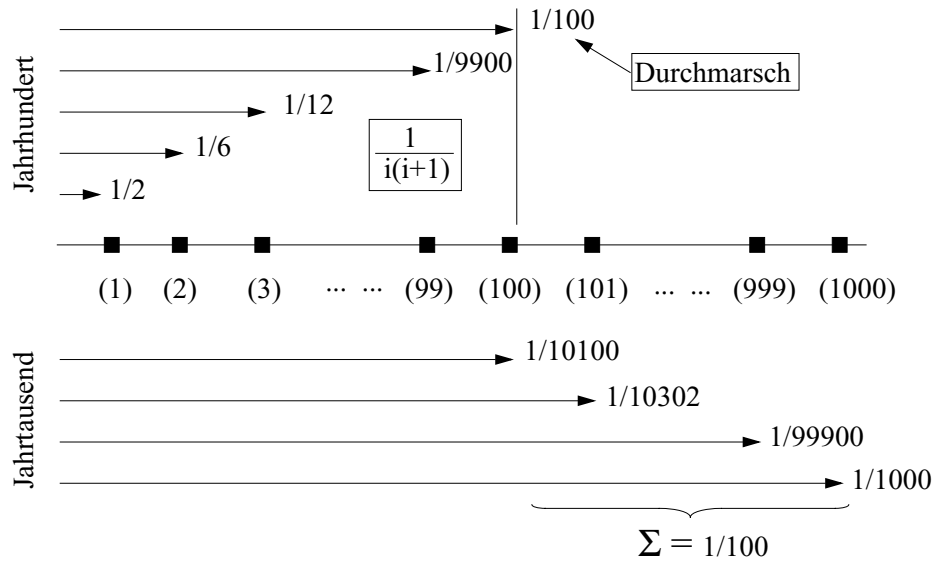 Jahrhundert
1/100
1/9900
Durchmarsch
1/12
1
i(i+1)
1/6
1/2
(1) (2) (3) ... ... (99) (100) (101) ... ... (999) (1000)
Jahrtausend
1/10100
1/10302
1/99900
1/1000
Σ = 1/100